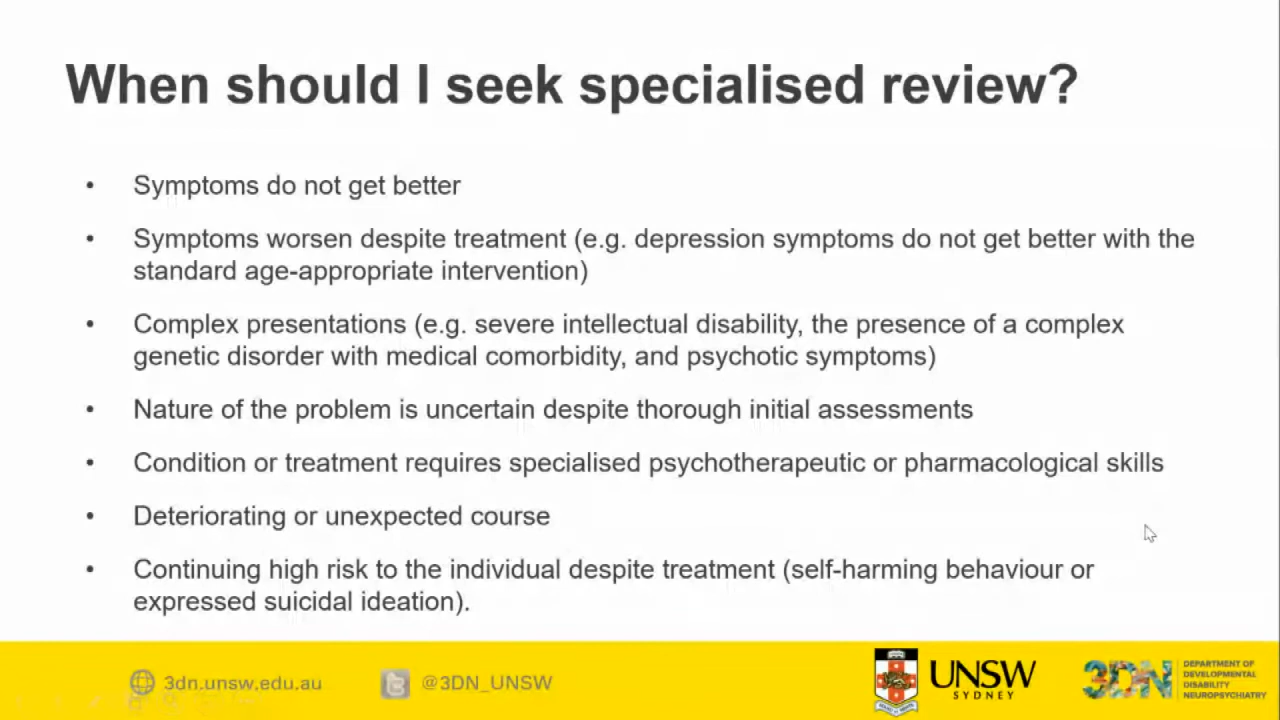 When should I seek specialised review?
• Symptoms do not get better
• Symptoms worsen despite treatment (e.g. depression symptoms do not get better with the
standard age-appropriate intervention)
• Complex presentations (e.g. severe intellectual disability, the presence of a complex
genetic disorder with medical comorbidity, and psychotic symptoms)
• Nature of the problem is uncertain despite thorough initial assessments
• Condition or treatment requires specialised psychotherapeutic or pharmacological skills
• Deteriorating or unexpected course
• Continuing high risk to the individual despite treatment (self-harming behaviour or
expressed suicidal ideation).
3dn.unsw.edu.au
@3DN_UNSW
UNSW
SYDNEY
3DN
DEPARTMENT OF
DEVELOPMENTAL
DISABILITY
NEUROPSYCHIATRY